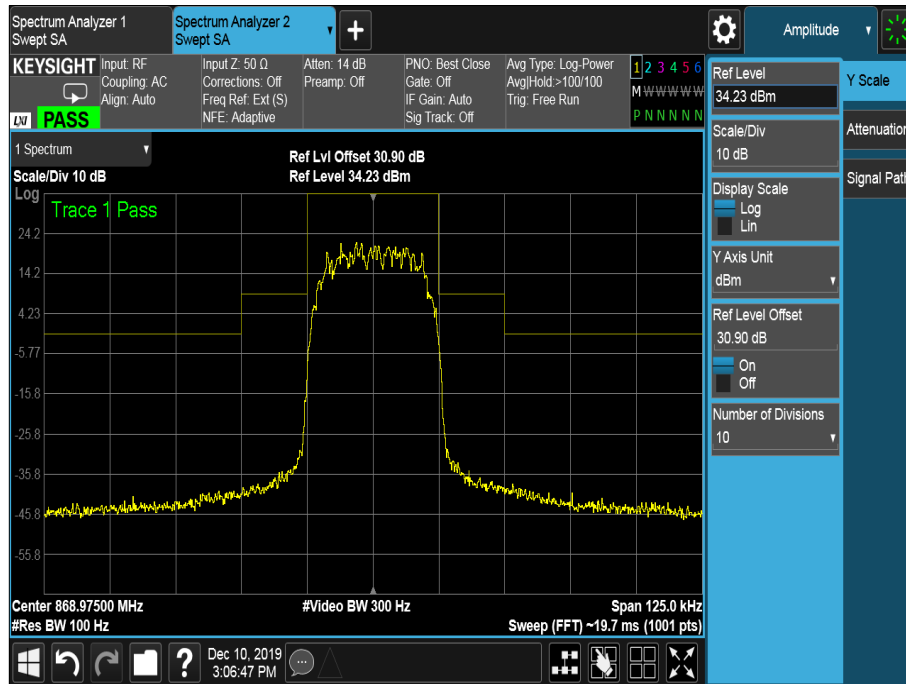 Spectrum Analyzer 1
Swept SA
Spectrum Analyzer 2
Swept SA
Amplitude
KEYSIGHT
Input: RF
Coupling: AC
Align: Auto
Input Z: 50 Ω
Corrections: Off
Freq Ref: Ext (S)
NFE: Adaptive
Atten: 14 dB
Preamp: Off
PNO: Best Close
Gate: Off
IF Gain: Auto
Sig Track: Off
Avg Type: Log-Power
Avg|Hold:>100/100
Trig: Free Run
1 2 3 4 5 6
M W W W W W
P N N N N N
LXI
PASS
1 Spectrum
Scale/Div 10 dB
Ref Lvl Offset 30.90 dB
Ref Level 34.23 dBm
Log
Trace 1 Pass
24.2
14.2
4.23
-5.77
-15.8
-25.8
-35.8
-45.8
-55.8
Center 868.97500 MHz
#Res BW 100 Hz
#Video BW 300 Hz
Span 125.0 kHz
Sweep (FFT) ~19.7 ms (1001 pts)
Ref Level
34.23 dBm
Scale/Div
10 dB
Display Scale
Log
Lin
Y Axis Unit
dBm
Ref Level Offset
30.90 dB
On
Off
Number of Divisions
10
Y Scale
Attenuation
Signal Path
?
Dec 10, 2019
3:06:47 PM